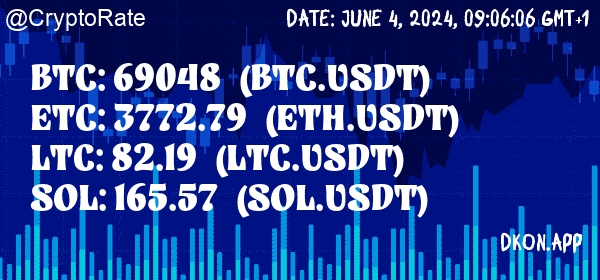 @CryptoRate
DATE: JUNE 4, 2024, 09:06:06 GMT+1
BTC: 69048 (BTC.USDT)
ETC: 3772.79 (ETH.USDT)
LTC: 82.19 (LTC.USDT)
SOL: 165.57 (SOL.USDT)
DKON.APP